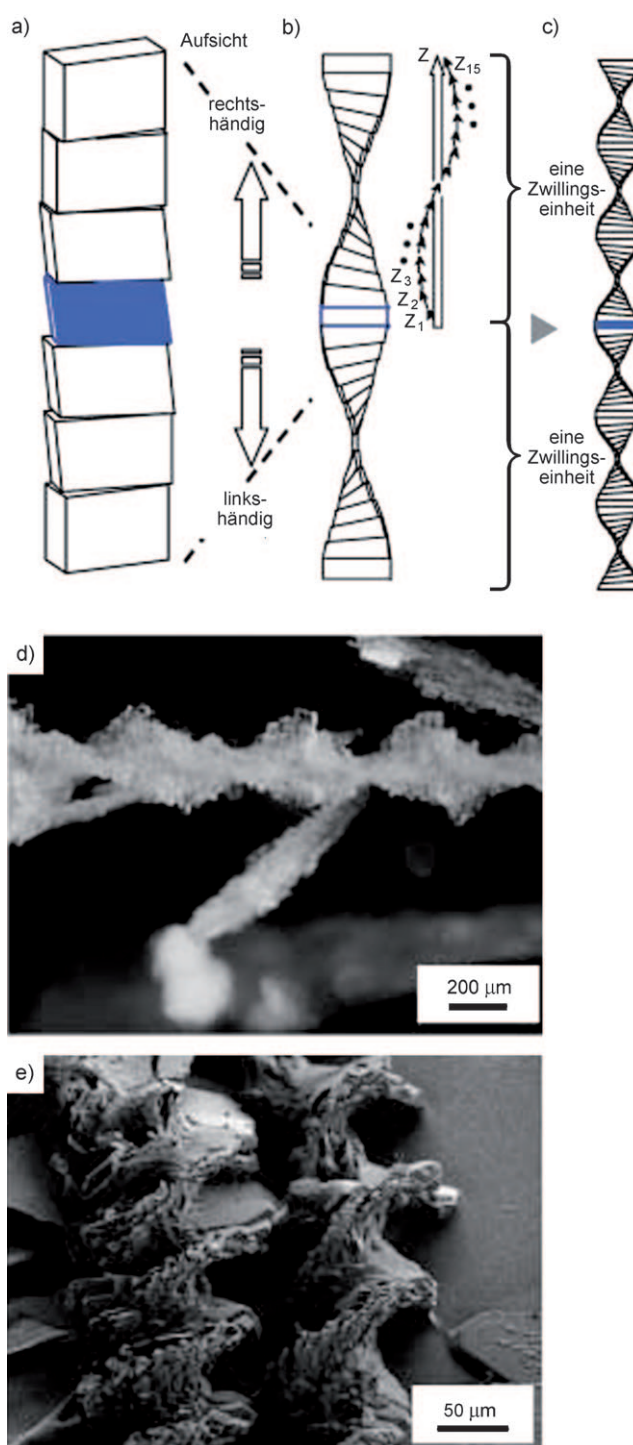 a)
Aufsicht
rechts-
händig
links-
händig
b)
Z
Z15
Z3
Z2
Z1
eine
Zwillings-
einheit
eine
Zwillings-
einheit
c)
d)
200 µm
e)
50 µm